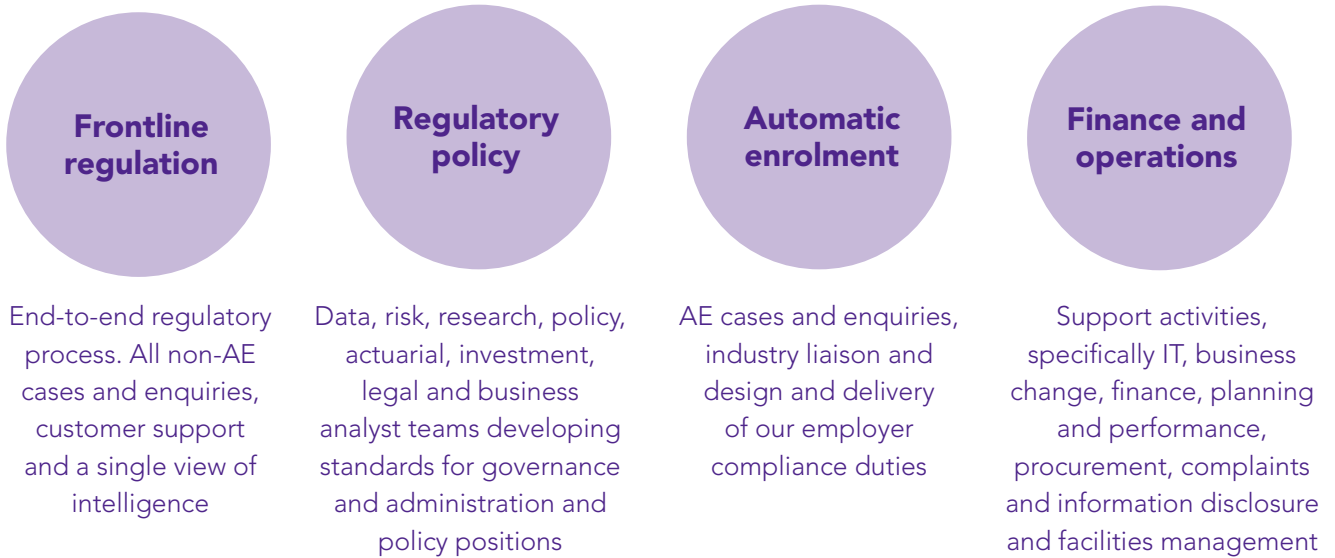 Frontline
regulation
End-to-end regulatory
process. All non-AE
cases and enquiries,
customer support
and a single view of
intelligence
Regulatory
policy
Data, risk, research, policy,
actuarial, investment,
legal and business
analyst teams developing
standards for governance
and administration and
policy positions
Automatic
enrolment
AE cases and enquiries,
industry liaison and
design and delivery
of our employer
compliance duties
Finance and
operations
Support activities,
specifically IT, business
change, finance, planning
and performance,
procurement, complaints
and information disclosure
and facilities management